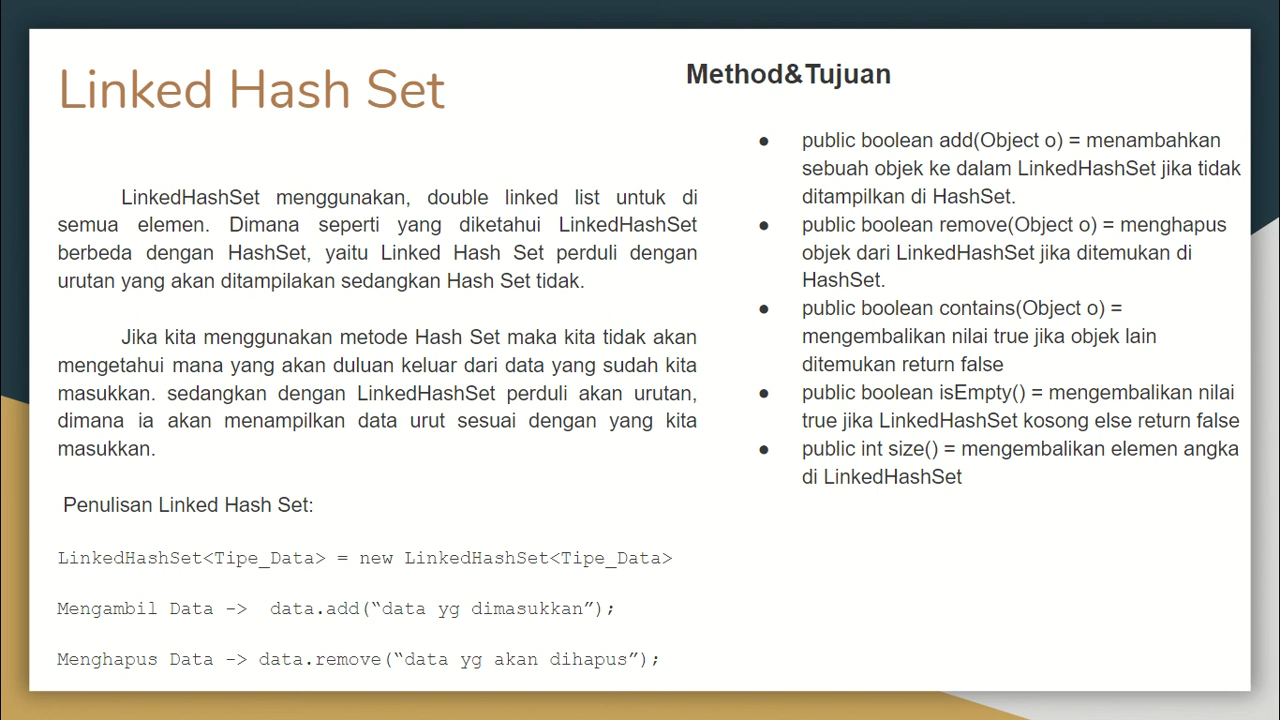 Linked Hash Set
LinkedHashSet menggunakan, double linked list untuk di
semua elemen. Dimana seperti yang diketahui LinkedHashSet
berbeda dengan HashSet, yaitu Linked Hash Set perduli dengan
urutan yang akan ditampilakan sedangkan Hash Set tidak.
Jika kita menggunakan metode Hash Set maka kita tidak akan
mengetahui mana yang akan duluan keluar dari data yang sudah kita
masukkan. sedangkan dengan LinkedHashSet perduli akan urutan,
dimana ia akan menampilkan data urut sesuai dengan yang kita
masukkan.
Penulisan Linked Hash Set:
LinkedHashSet<Tipe_Data> = new LinkedHashSet<Tipe_Data>
Mengambil Data -> data.add(“data yg dimasukkan”);
Menghapus Data -> data.remove(“data yg akan dihapus”);
Method&Tujuan
● public boolean add(Object o) = menambahkan
sebuah objek ke dalam LinkedHashSet jika tidak
ditampilkan di HashSet.
● public boolean remove(Object o) = menghapus
objek dari LinkedHashSet jika ditemukan di
HashSet.
● public boolean contains(Object o) =
mengembalikan nilai true jika objek lain
ditemukan return false
● public boolean isEmpty() = mengembalikan nilai
true jika LinkedHashSet kosong else return false
● public int size() = mengembalikan elemen angka
di LinkedHashSet